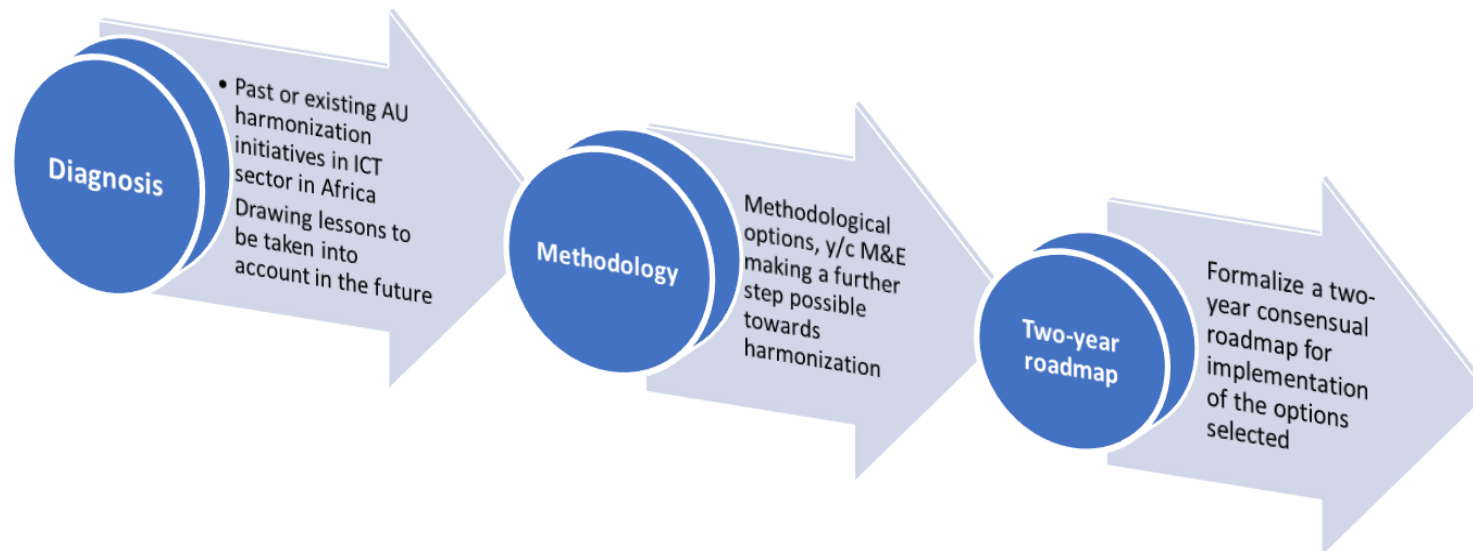 Diagnosis
• Past or existing AU
harmonization
initiatives in ICT
sector in Africa
Drawing lessons to
be taken into
account in the future
Methodology
Methodological
options, y/c M&E
making a further
step possible
towards
harmonization
Two-year
roadmap
Formalize a two-
year consensual
roadmap for
implementation
of the options
selected